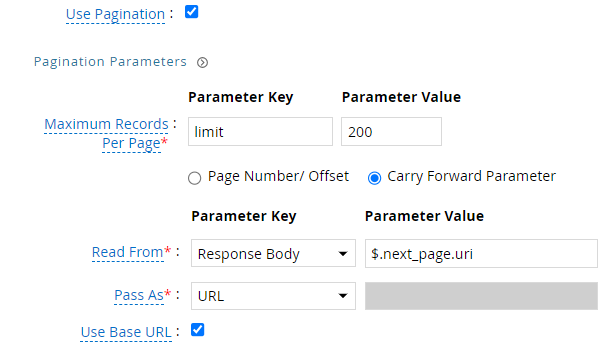 Use Pagination :
Pagination Parameters
Parameter Key Parameter Value
Maximum Records : limit 200
Per Page*
Page Number/ Offset Carry Forward Parameter
Parameter Key Parameter Value
Read From* : Response Body $.next_page.uri
Pass As* : URL
Use Base URL :